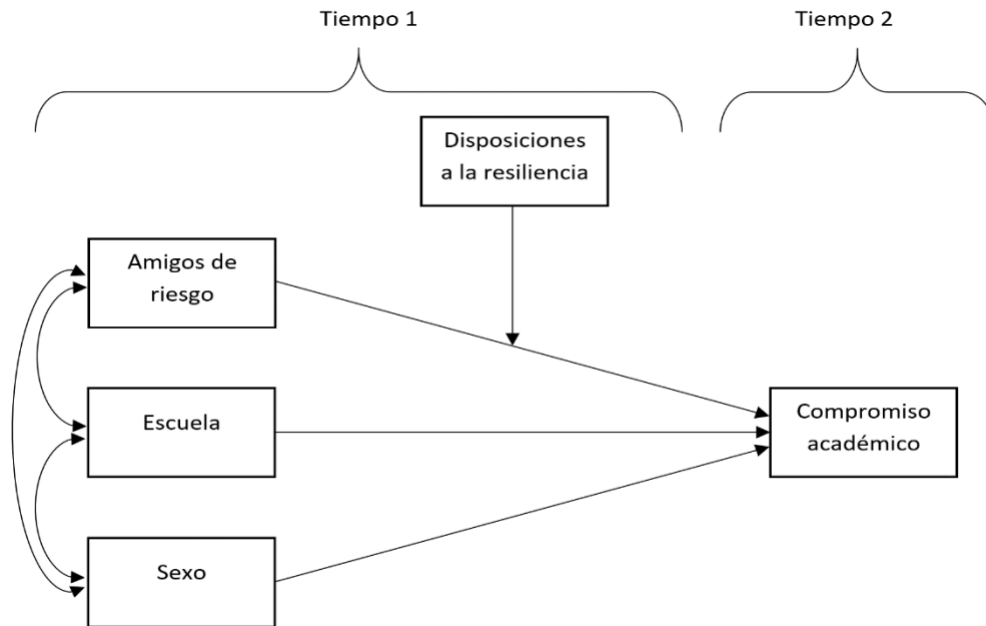 Tiempo 1
Tiempo 2
Disposiciones
a la resiliencia
Amigos de
riesgo
Escuela
Compromiso
académico
Sexo